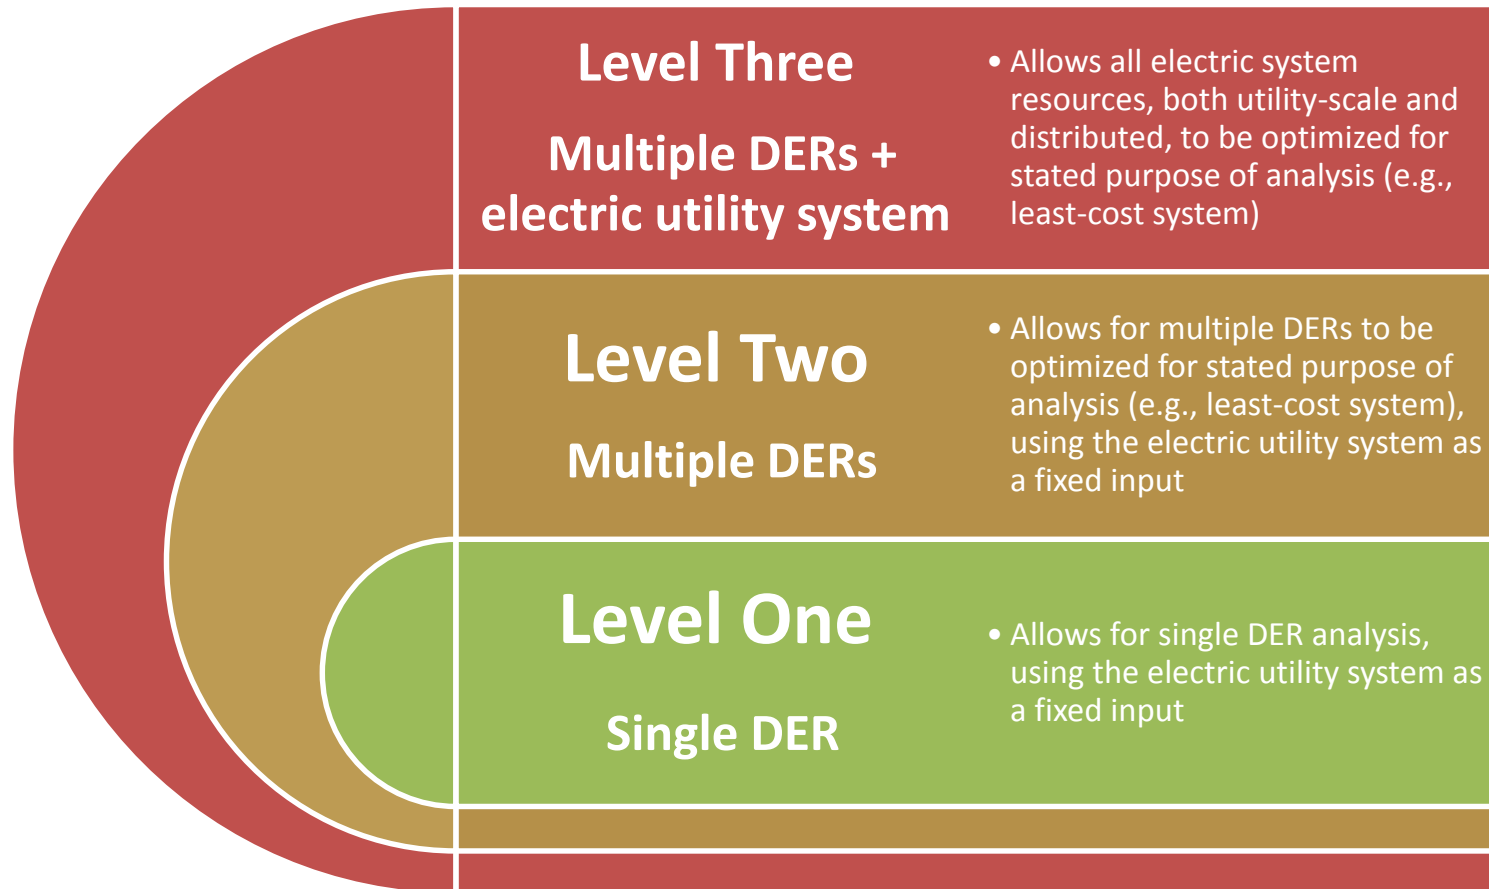 Level Three
Multiple DERs +
electric utility system
• Allows all electric system
resources, both utility-scale and
distributed, to be optimized for
stated purpose of analysis (e.g.,
least-cost system)
Level Two
Multiple DERs
• Allows for multiple DERs to be
optimized for stated purpose of
analysis (e.g., least-cost system),
using the electric utility system as
a fixed input
Level One
Single DER
• Allows for single DER analysis,
using the electric utility system as
a fixed input